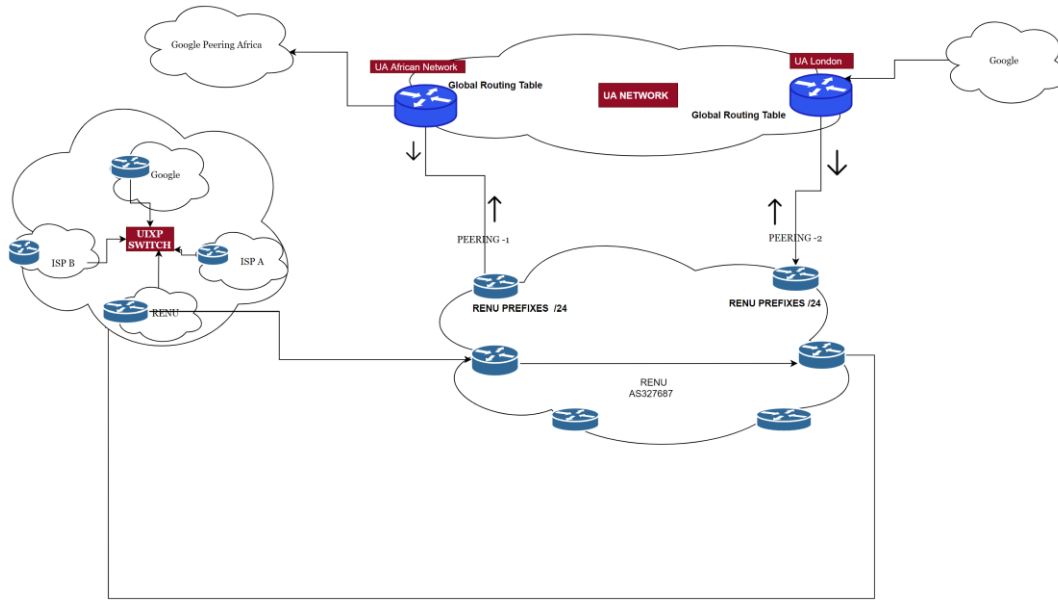 Google Peering Africa
UA African Network
Global Routing Table
UA NETWORK
UA London
Global Routing Table
Google
Google
UIXP
SWITCH
ISP B
ISP A
RENU
PEERING -1
PEERING -2
RENU PREFIXES /24
RENU PREFIXES /24
RENU
AS327687